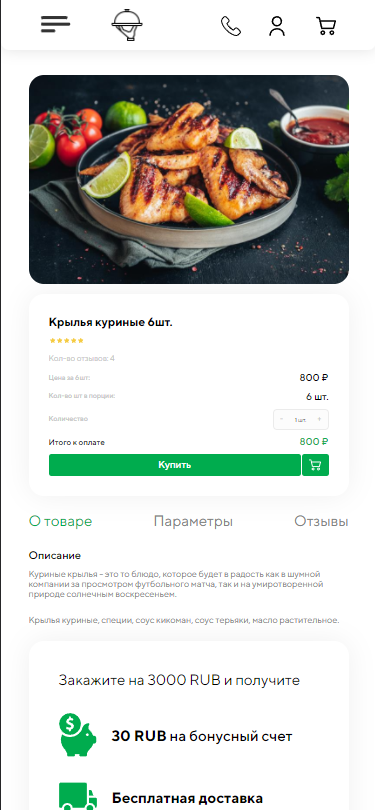 Крылья куриные 6шт.
Кол-во отзывов: 4
Цена за 6шт: 800 ₽
Кол-во шт в порции: 6 шт.
Количество - 1 шт. +
Итого к оплате 800 ₽
Купить
О товаре Параметры Отзывы
Описание
Куриные крылья – это то блюдо, которое будет в радость как в шумной
компании за просмотром футбольного матча, так и на умиротворенной
природе солнечным воскресеньем.
Крылья куриные, специи, соус кикоман, соус терьяки, масло растительное.
Закажите на 3000 RUB и получите
$
30 RUB на бонусный счет
Бесплатная доставка